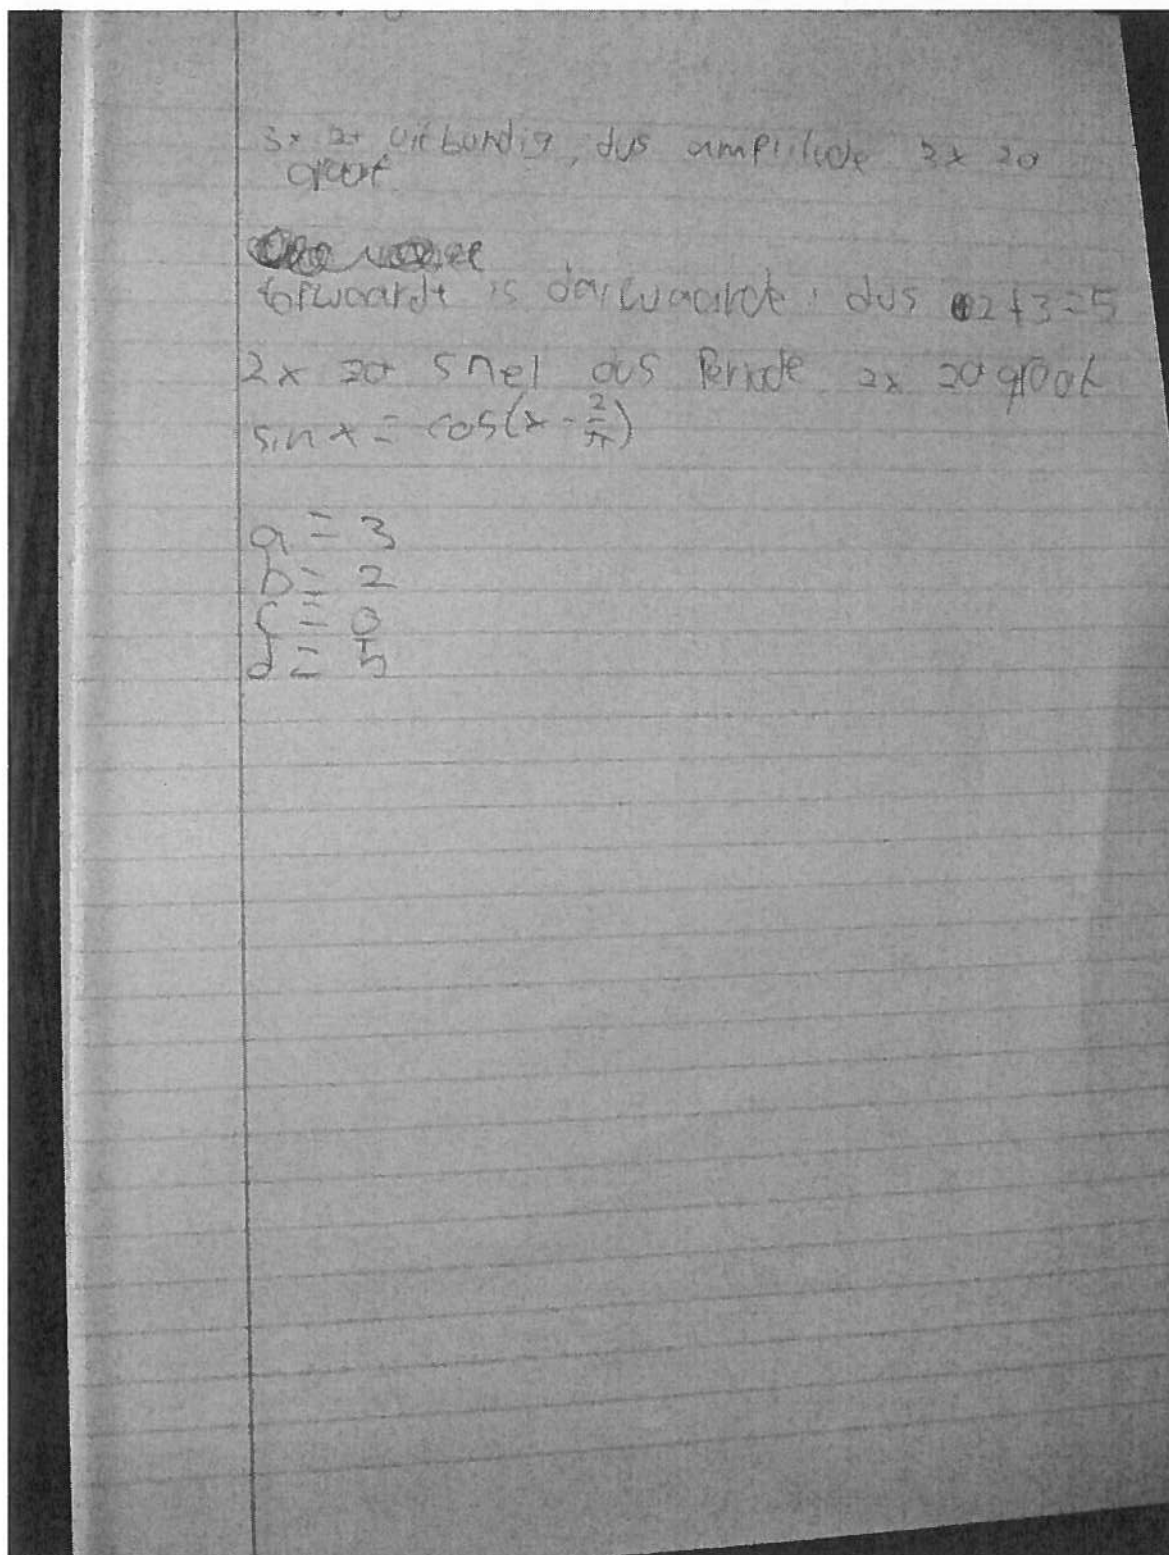 3x zo uitbundig, dus amplitude 3x zo
groot
topwaarde is dalwaarde, dus 2+3=5
2x zo snel dus Periode 2x zo groot
sin x = cos(x - 2/π)
a = 3
b = 2
c = 0
d = 5